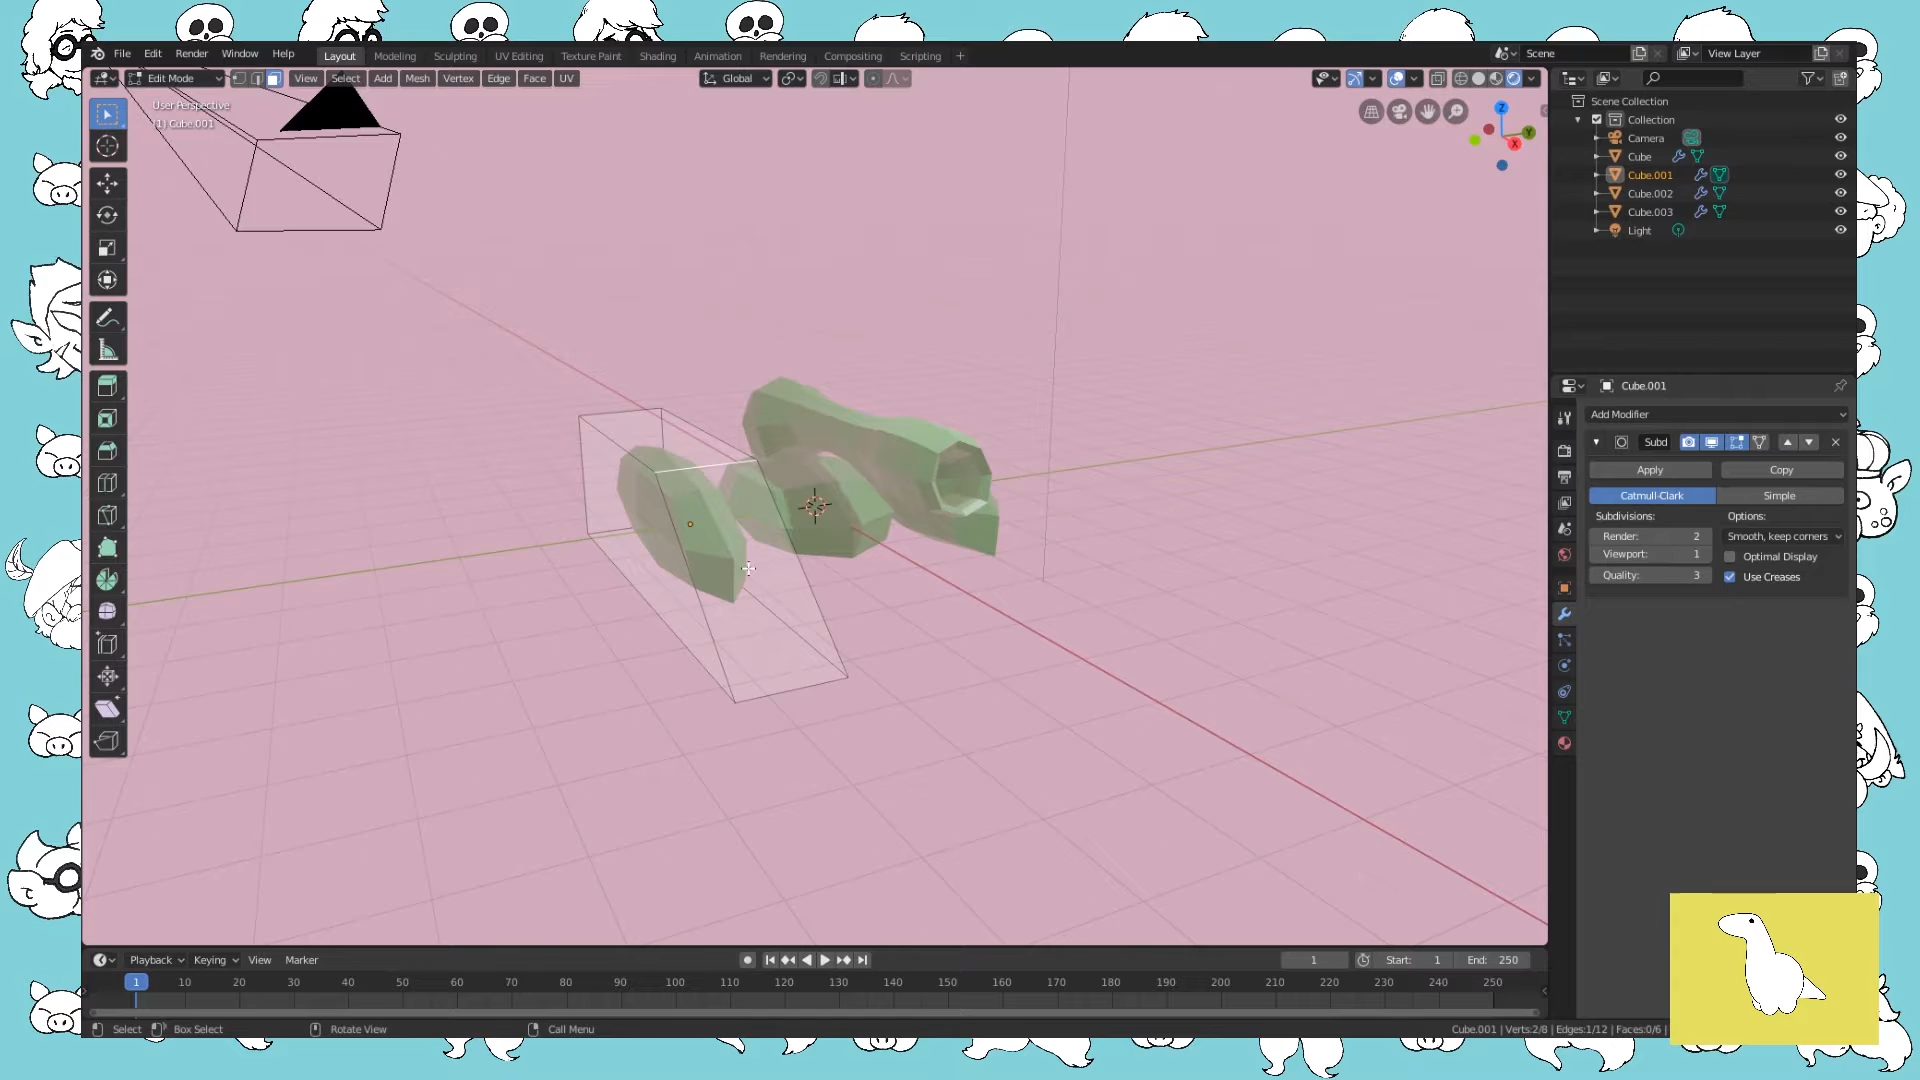 File Edit Render Window Help Layout Modeling Sculpting UV Editing Texture Paint Shading Animation Rendering Compositing Scripting + Scene View Layer
Edit Mode View Select Add Mesh Vertex Edge Face UV Global
User Perspective
(1) Cube.001
Z
Y
X
Scene Collection
Collection
Camera
Cube
Cube.001
Cube.002
Cube.003
Light
Cube.001
Add Modifier
Subd
Apply Copy
Catmull-Clark Simple
Subdivisions: Options:
Render: 2 Smooth, keep corners
Viewport: 1 Optimal Display
Quality: 3 Use Creases
Playback Keying View Marker 1 Start: 1 End: 250
1 10 20 30 40 50 60 70 80 90 100 110 120 130 140 150 160 170 180 190 200 210 220 230 240 250
Select Box Select Rotate View Call Menu Cube.001 | Verts:2/8 | Edges:1/12 | Faces:0/6 |